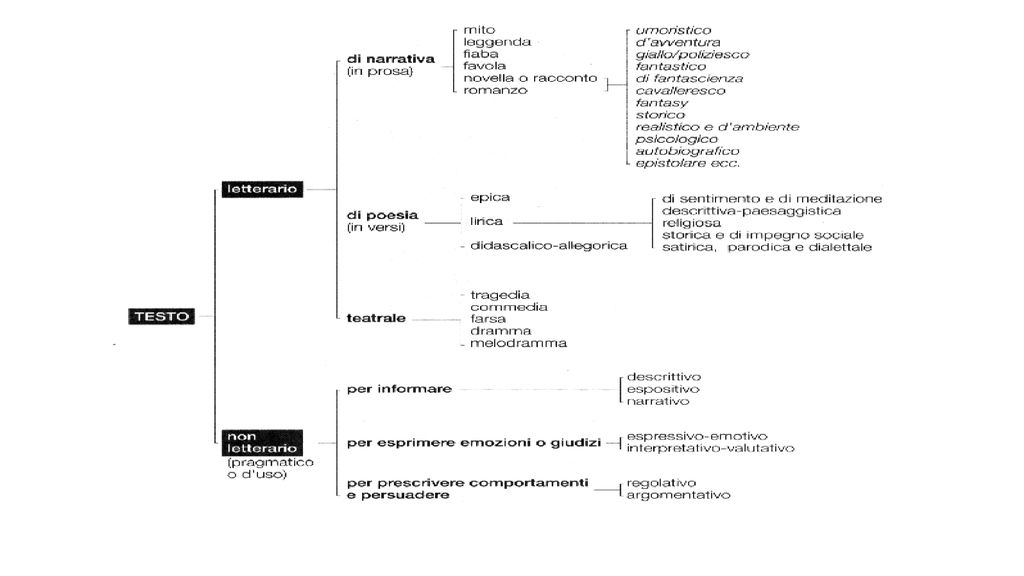 mito
leggenda
fiaba
favola
novella o racconto
romanzo
di narrativa
(in prosa)
umoristico
d'avventura
giallo/poliziesco
fantastico
di fantascienza
cavalleresco
fantasy
storico
realistico e d'ambiente
psicologico
autobiografico
epistolare ecc.
letterario
di poesia
(in versi)
epica
lirica
didascalico-allegorica
di sentimento e di meditazione
descrittiva-paesaggistica
religiosa
storica e di impegno sociale
satirica, parodica e dialettale
TESTO
teatrale
tragedia
commedia
farsa
dramma
melodramma
non
letterario
(pragmatico
o d'uso)
per informare
descrittivo
espositivo
narrativo
per esprimere emozioni o giudizi
espressivo-emotivo
interpretativo-valutativo
per prescrivere comportamenti
e persuadere
regolativo
argomentativo